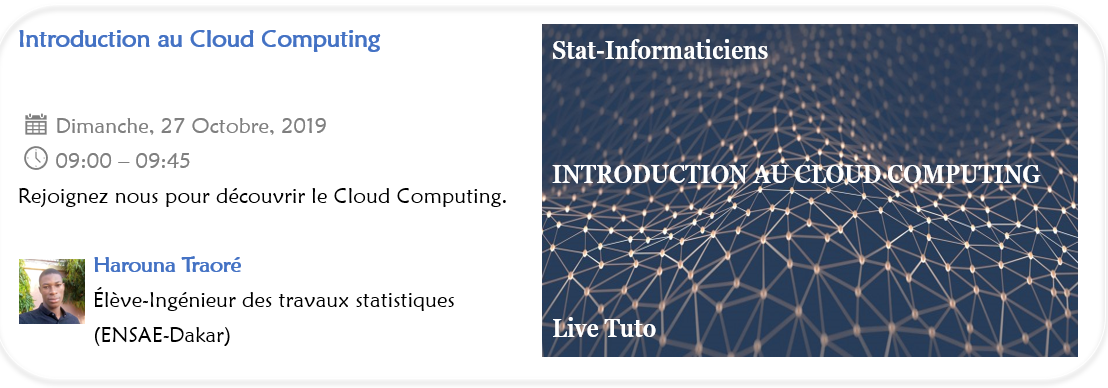 Introduction au Cloud Computing
Dimanche, 27 Octobre, 2019
09:00 – 09:45
Rejoignez nous pour découvrir le Cloud Computing.
Harouna Traoré
Élève-Ingénieur des travaux statistiques
(ENSAE-Dakar)
Stat-Informaticiens
INTRODUCTION AU CLOUD COMPUTING
Live Tuto